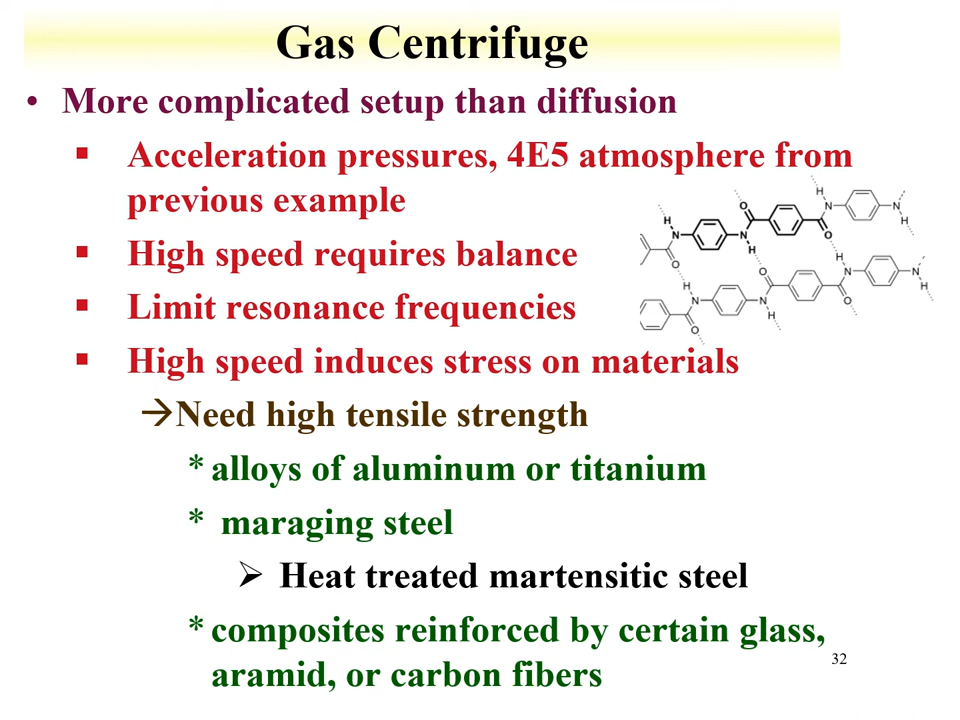 Gas Centrifuge
• More complicated setup than diffusion
▪ Acceleration pressures, 4E5 atmosphere from
previous example
▪ High speed requires balance
▪ Limit resonance frequencies
▪ High speed induces stress on materials
→Need high tensile strength
* alloys of aluminum or titanium
* maraging steel
➢ Heat treated martensitic steel
* composites reinforced by certain glass,
aramid, or carbon fibers
32
H
N
O
N
H
O
O
H
N
N
H
O
H
N
N
H
O
O
H
N
N
H